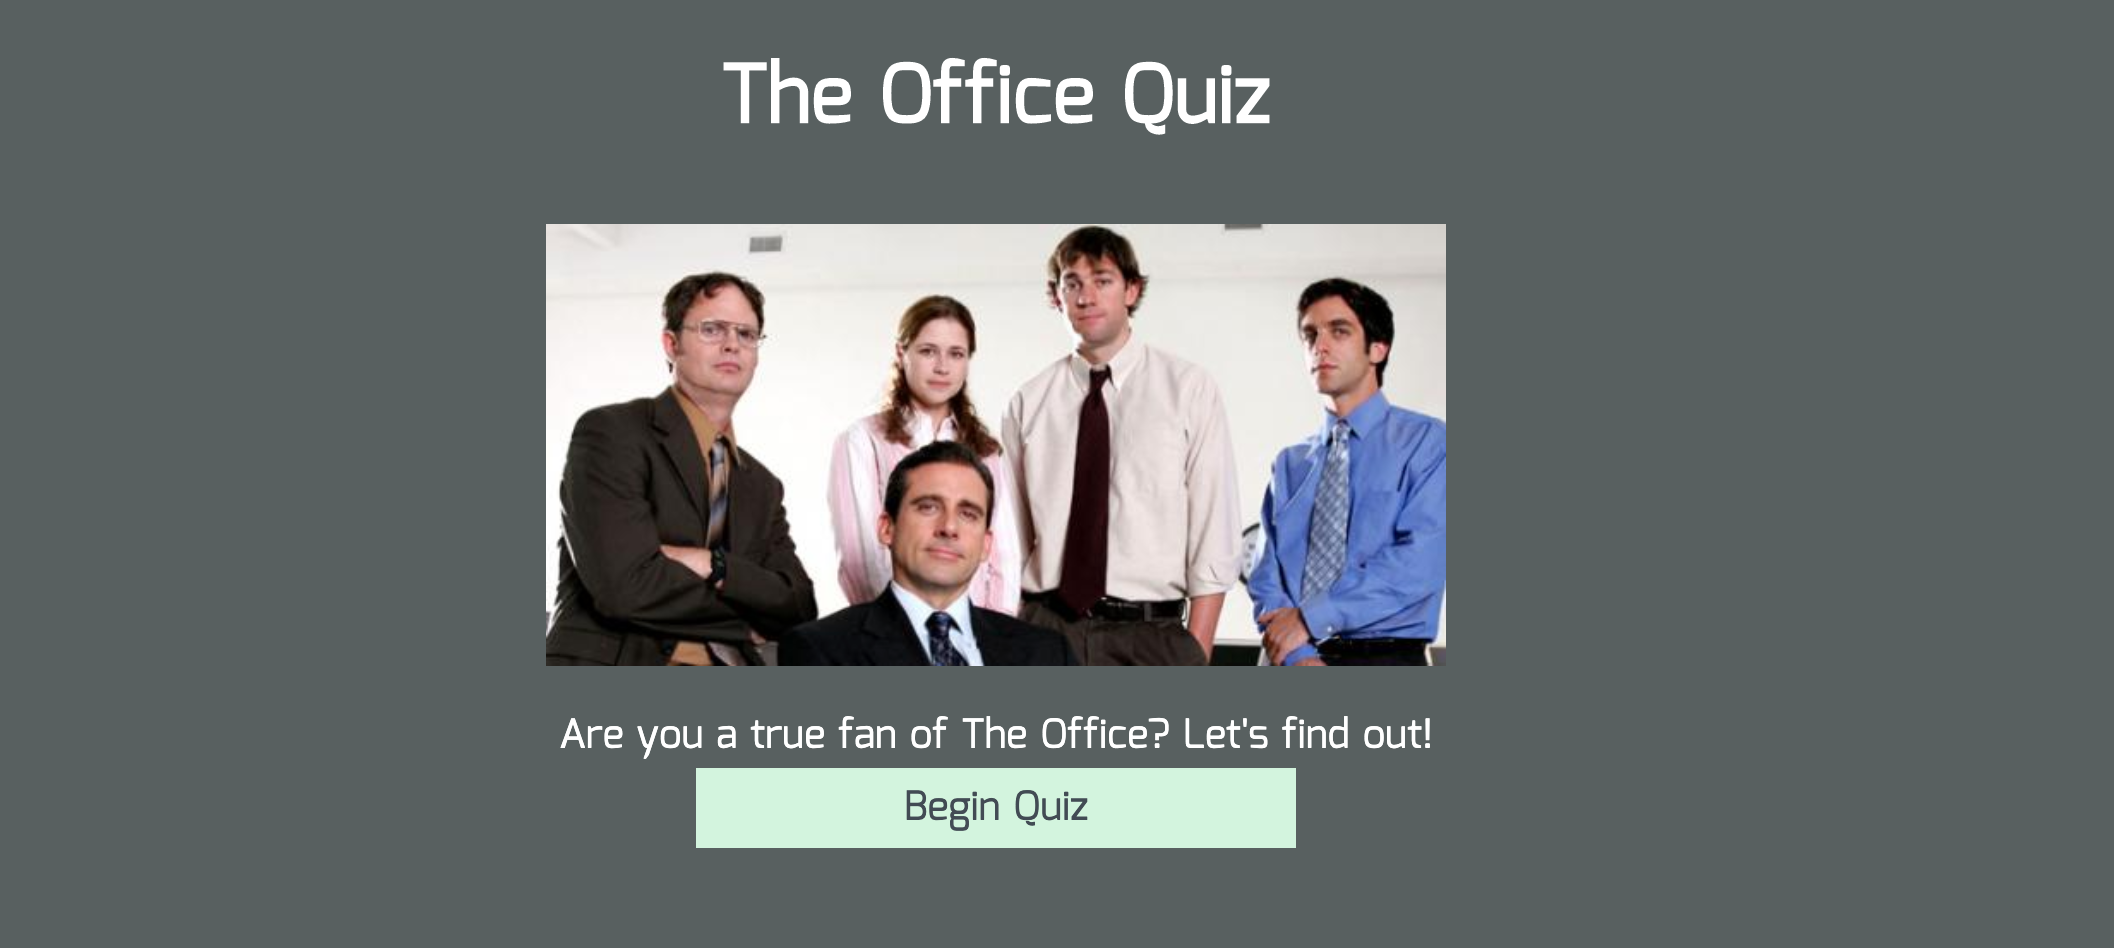 The Office Quiz
Are you a true fan of The Office? Let's find out!
Begin Quiz